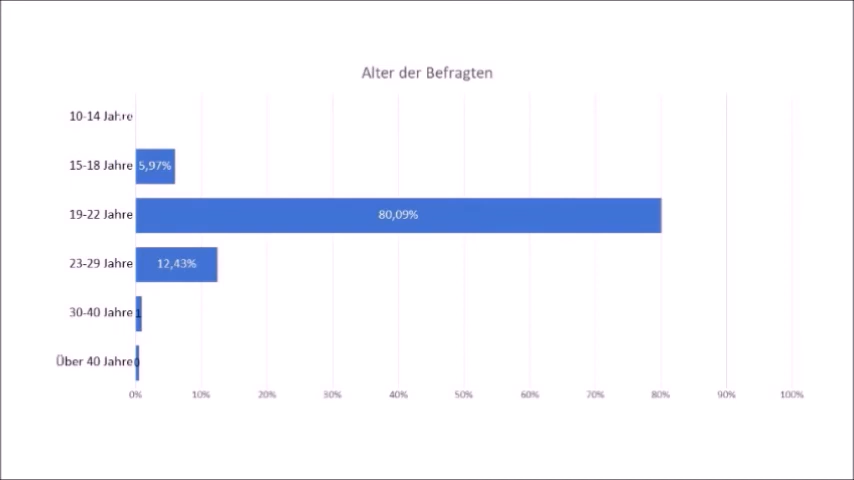 Alter der Befragten
10-14 Jahre
15-18 Jahre 5,97%
19-22 Jahre 80,09%
23-29 Jahre 12,43%
30-40 Jahre 1
Über 40 Jahre 0
0% 10% 20% 30% 40% 50% 60% 70% 80% 90% 100%